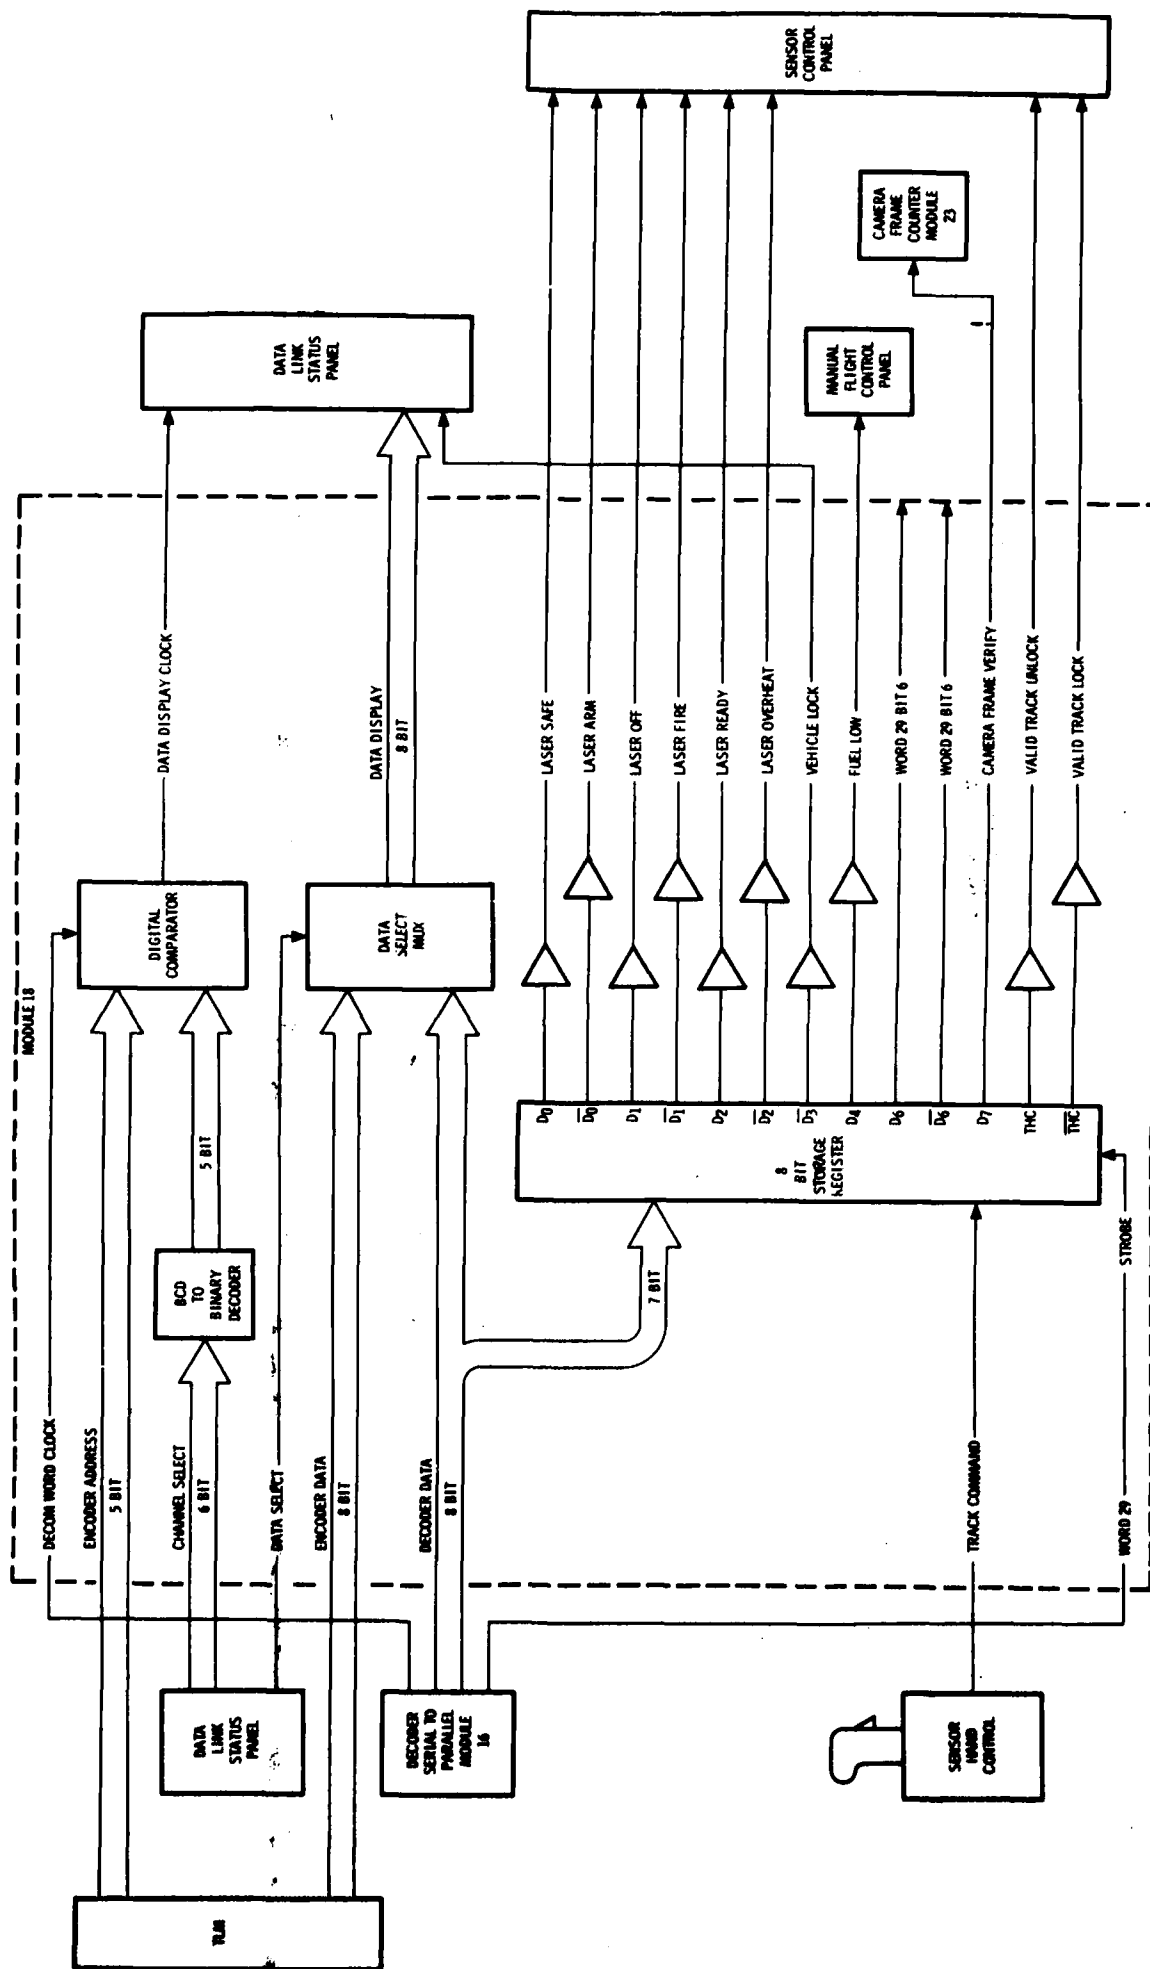 MODULE 18
TLM
DATA
LINK
STATUS
PANEL
DECODER
SERIAL TO
PARALLEL
MODULE
16
SENSOR
HAND
CONTROL
DECOM WORD CLOCK
ENCODER ADDRESS
5 BIT
CHANNEL SELECT
6 BIT
DATA SELECT
ENCODER DATA
8 BIT
DECODER DATA
8 BIT
TRACK COMMAND
WORD 29
STROBE
BCD
TO
BINARY
DECODER
5 BIT
7 BIT
DIGITAL
COMPARATOR
DATA
SELECT
MUX
8
BIT
STORAGE
REGISTER
D0
D̅0̅
D1
D̅1̅
D2
D̅2̅
D̅3̅
D4
D6
D̅6̅
D7
THC
T̅H̅C̅
DATA DISPLAY CLOCK
DATA DISPLAY
8 BIT
LASER SAFE
LASER ARM
LASER OFF
LASER FIRE
LASER READY
LASER OVERHEAT
VEHICLE LOCK
FUEL LOW
WORD 29 BIT 6
WORD 29 BIT 6
CAMERA FRAME VERIFY
VALID TRACK UNLOCK
VALID TRACK LOCK
DATA
LINK
STATUS
PANEL
MANUAL
FLIGHT
CONTROL
PANEL
CAMERA
FRAME
COUNTER
MODULE
23
SENSOR
CONTROL
PANEL